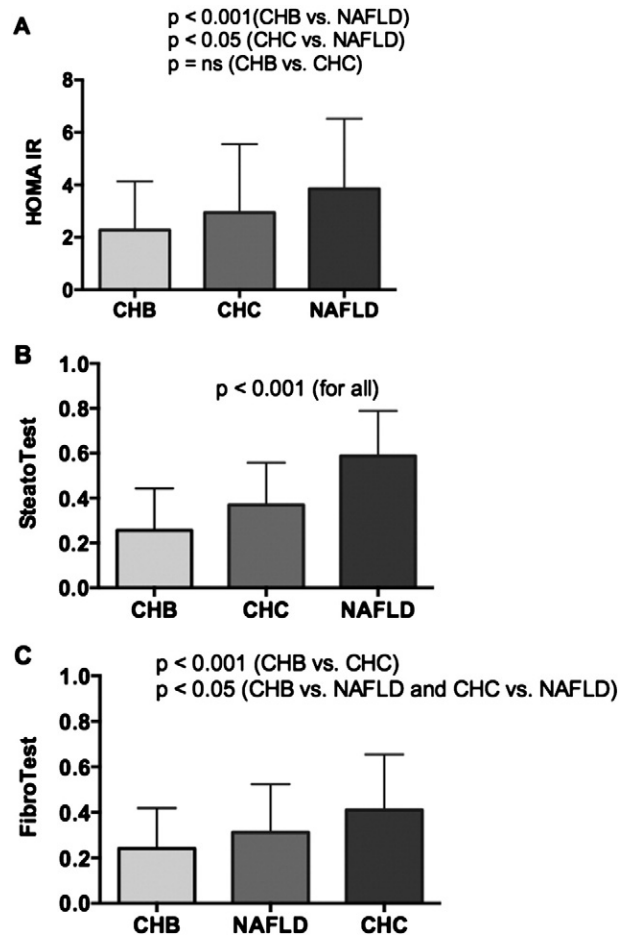 A
p < 0.001(CHB vs. NAFLD)
p < 0.05 (CHC vs. NAFLD)
p = ns (CHB vs. CHC)
HOMA IR
8
6
4
2
0
CHB CHC NAFLD
B
p < 0.001 (for all)
SteatoTest
1.0
0.8
0.6
0.4
0.2
0.0
CHB CHC NAFLD
C
p < 0.001 (CHB vs. CHC)
p < 0.05 (CHB vs. NAFLD and CHC vs. NAFLD)
FibroTest
1.0
0.8
0.6
0.4
0.2
0.0
CHB NAFLD CHC